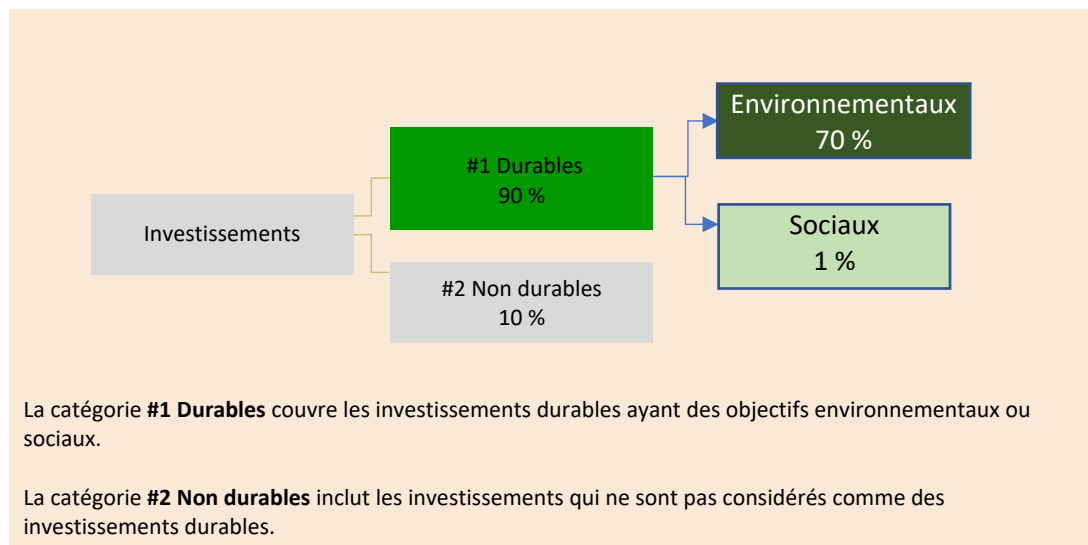 Environnementaux
70 %
#1 Durables
90 %
Investissements
Sociaux
1 %
#2 Non durables
10 %
La catégorie #1 Durables couvre les investissements durables ayant des objectifs environnementaux ou
sociaux.
La catégorie #2 Non durables inclut les investissements qui ne sont pas considérés comme des
investissements durables.